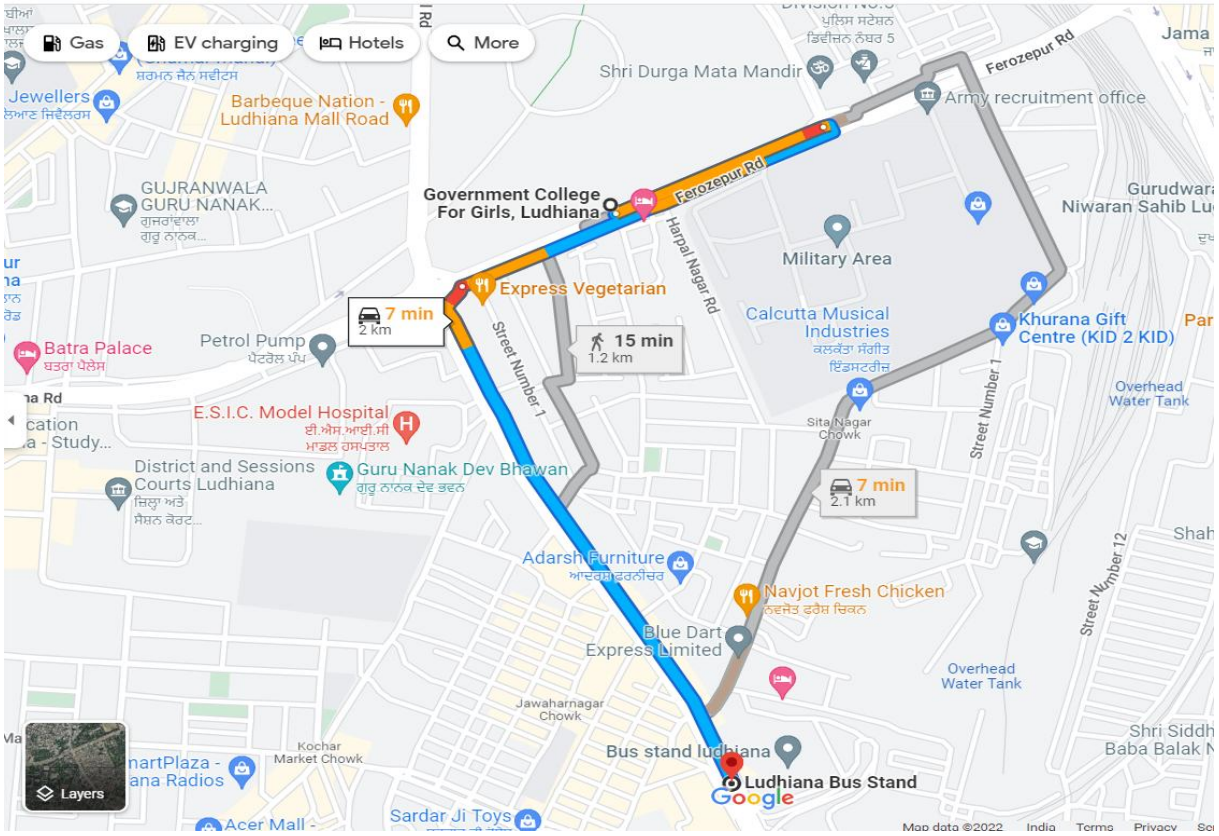 Gas
EV charging
Hotels
More
ਸ਼ਰਮਨ ਜੈਨ ਸਵੀਟਸ
Jewellers
Barbeque Nation -
Ludhiana Mall Road
ਪੁਲਿਸ ਸਟੇਸ਼ਨ
ਡਿਵੀਜ਼ਨ ਨੰਬਰ 5
Shri Durga Mata Mandir
Ferozepur Rd
Jama
Army recruitment office
GUJRANWALA
GURU NANAK...
ਗੁਜਰਾਂਵਾਲਾ
ਗੁਰੂ ਨਾਨਕ...
Government College
For Girls, Ludhiana
Ferozepur Rd
Harpal Nagar Rd
Military Area
Gurudwara
Niwaran Sahib
Express Vegetarian
7 min
2 km
Street Number 1
15 min
1.2 km
Calcutta Musical
Industries
ਕਲਕੱਤਾ ਸੰਗੀਤ
ਇੰਡਸਟਰੀਜ਼
Khurana Gift
Centre (KID 2 KID)
Petrol Pump
ਪੈਟਰੋਲ ਪੰਪ
Batra Palace
ਬਤਰਾ ਪੈਲੇਸ
Overhead
Water Tank
Street Number 1
Sita Nagar
Chowk
E.S.I.C. Model Hospital
ਈ.ਐਸ.ਆਈ.ਸੀ
ਮਾਡਲ ਹਸਪਤਾਲ
District and Sessions
Courts Ludhiana
ਜ਼ਿਲ੍ਹਾ ਅਤੇ
ਸੈਸ਼ਨ ਕੋਰਟ...
Guru Nanak Dev Bhawan
ਗੁਰੂ ਨਾਨਕ ਦੇਵ ਭਵਨ
7 min
2.1 km
Adarsh Furniture
ਆਦਰਸ਼ ਫਰਨੀਚਰ
Navjot Fresh Chicken
ਨਵਜੋਤ ਫਰੈਸ਼ ਚਿਕਨ
Street Number 12
Blue Dart
Express Limited
Overhead
Water Tank
Jawaharnagar
Chowk
Kochar
Market Chowk
Bus stand ludhiana
Shri Siddh
Baba Balak N
Ludhiana Bus Stand
Google
Layers
Sardar Ji Toys
Acer Mall -
Map data ©2022
India
Terms
Privacy